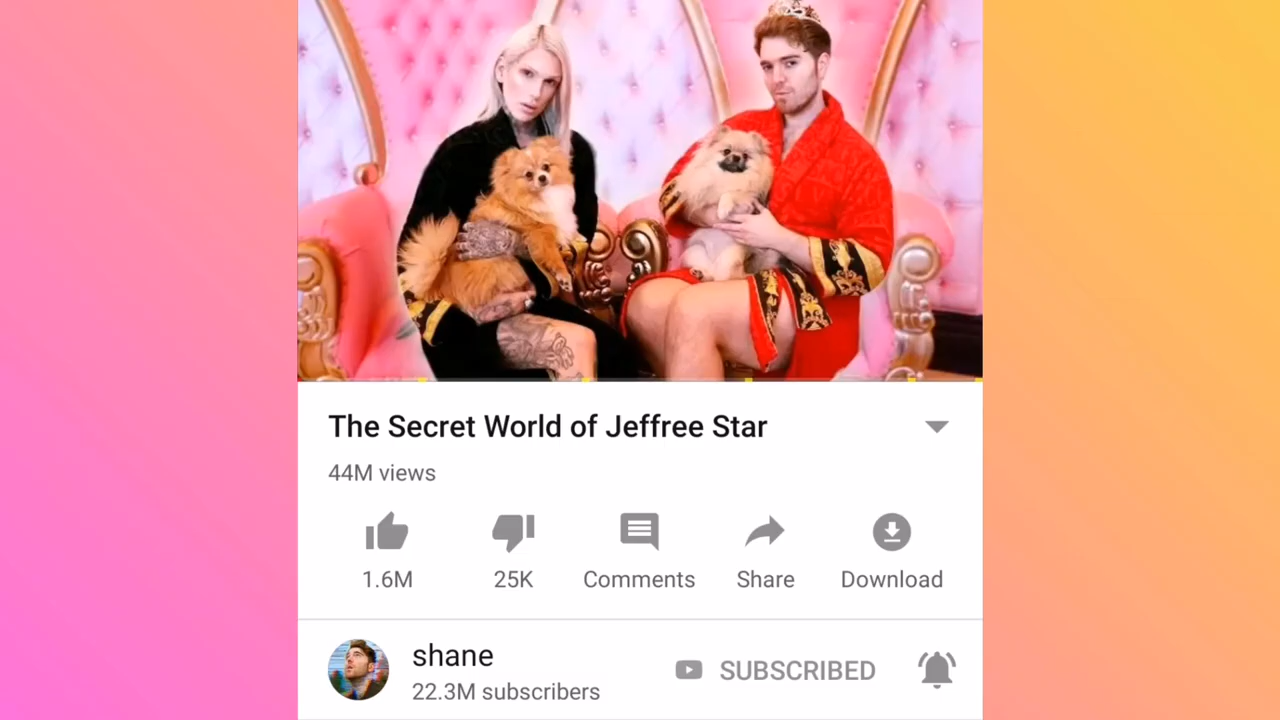 The Secret World of Jeffree Star
44M views
1.6M 25K Comments Share Download
shane
22.3M subscribers
SUBSCRIBED